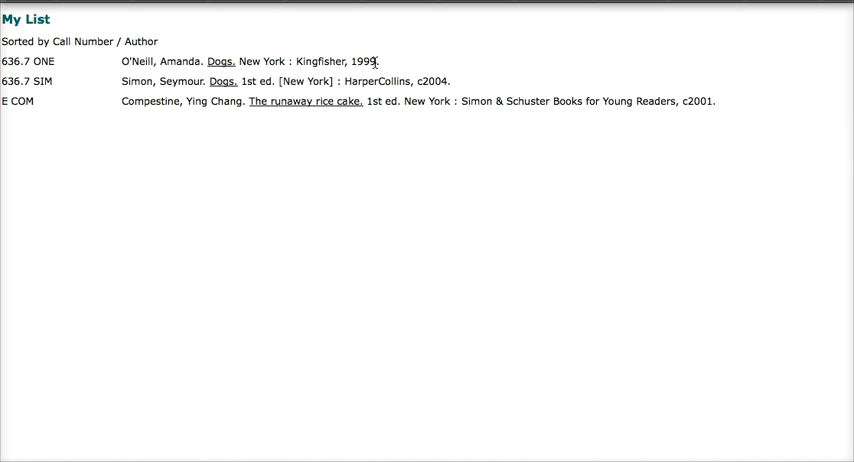 My List
Sorted by Call Number / Author
636.7 ONE O'Neill, Amanda. Dogs. New York : Kingfisher, 1999.
636.7 SIM Simon, Seymour. Dogs. 1st ed. [New York] : HarperCollins, c2004.
E COM Compestine, Ying Chang. The runaway rice cake. 1st ed. New York : Simon & Schuster Books for Young Readers, c2001.